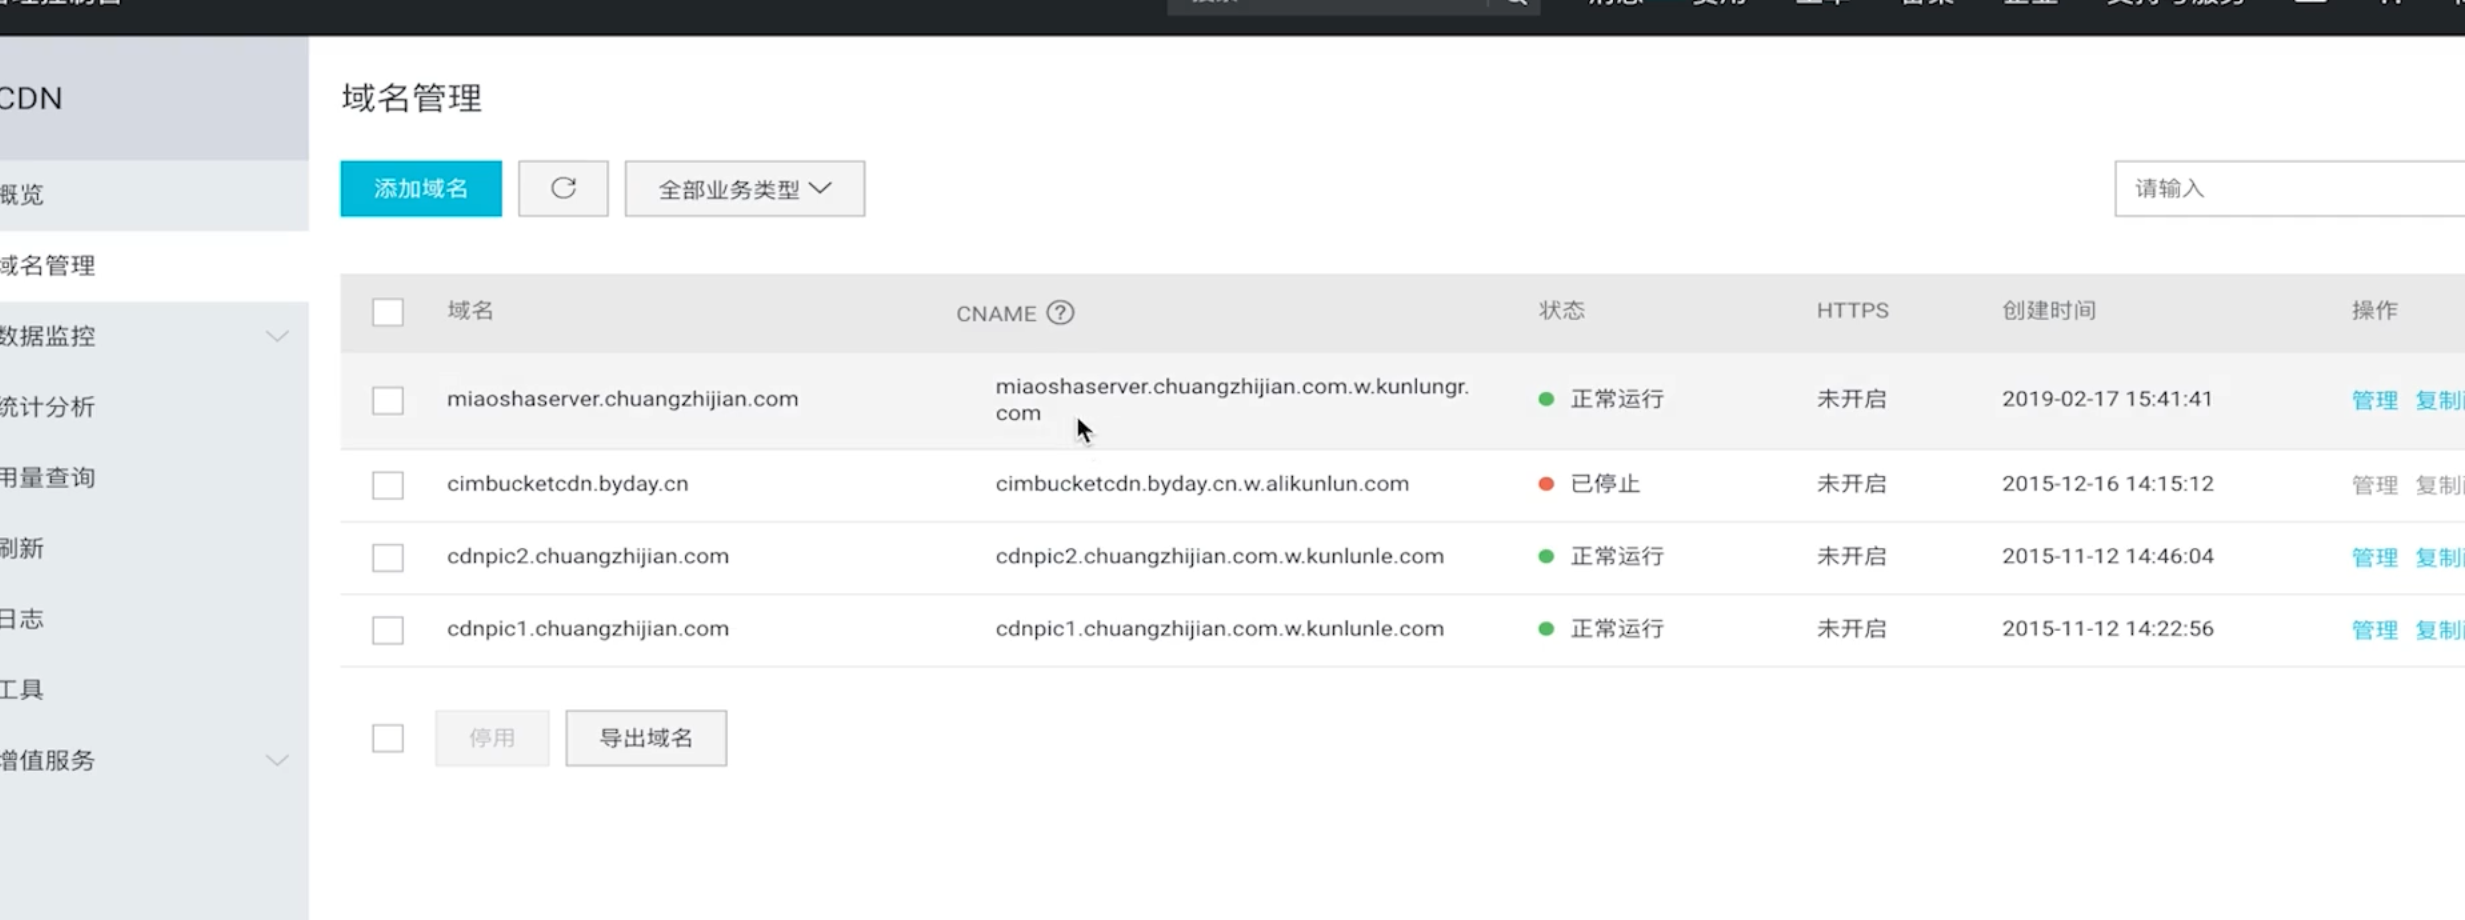 CDN
域名管理
添加域名
全部业务类型
请输入
概览
域名管理
数据监控
统计分析
用量查询
刷新
日志
工具
增值服务
域名 CNAME ? 状态 HTTPS 创建时间 操作
miaoshaserver.chuangzhijian.com miaoshaserver.chuangzhijian.com.w.kunlungr. 正常运行 未开启 2019-02-17 15:41:41 管理 复制
com
cimbucketcdn.byday.cn cimbucketcdn.byday.cn.w.alikunlun.com 已停止 未开启 2015-12-16 14:15:12 管理 复制
cdnpic2.chuangzhijian.com cdnpic2.chuangzhijian.com.w.kunlunle.com 正常运行 未开启 2015-11-12 14:46:04 管理 复制
cdnpic1.chuangzhijian.com cdnpic1.chuangzhijian.com.w.kunlunle.com 正常运行 未开启 2015-11-12 14:22:56 管理 复制
停用 导出域名